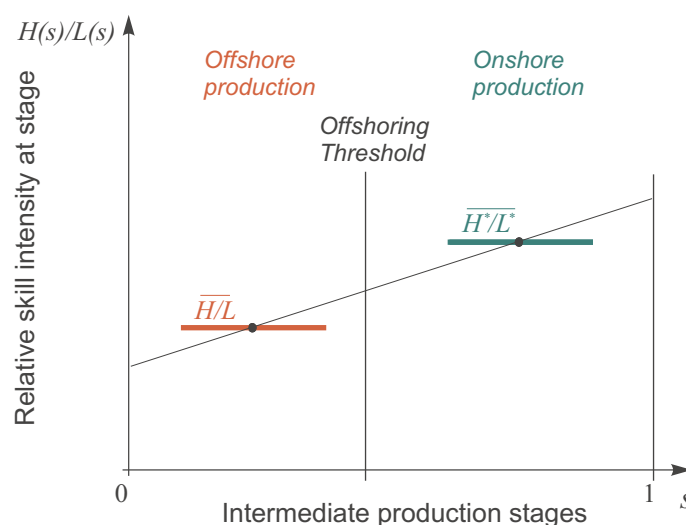 H(s)/L(s)
Offshore
production
Onshore
production
Offshoring
Threshold
Relative skill intensity at stage
H*/L*
H/L
0
1
s
Intermediate production stages